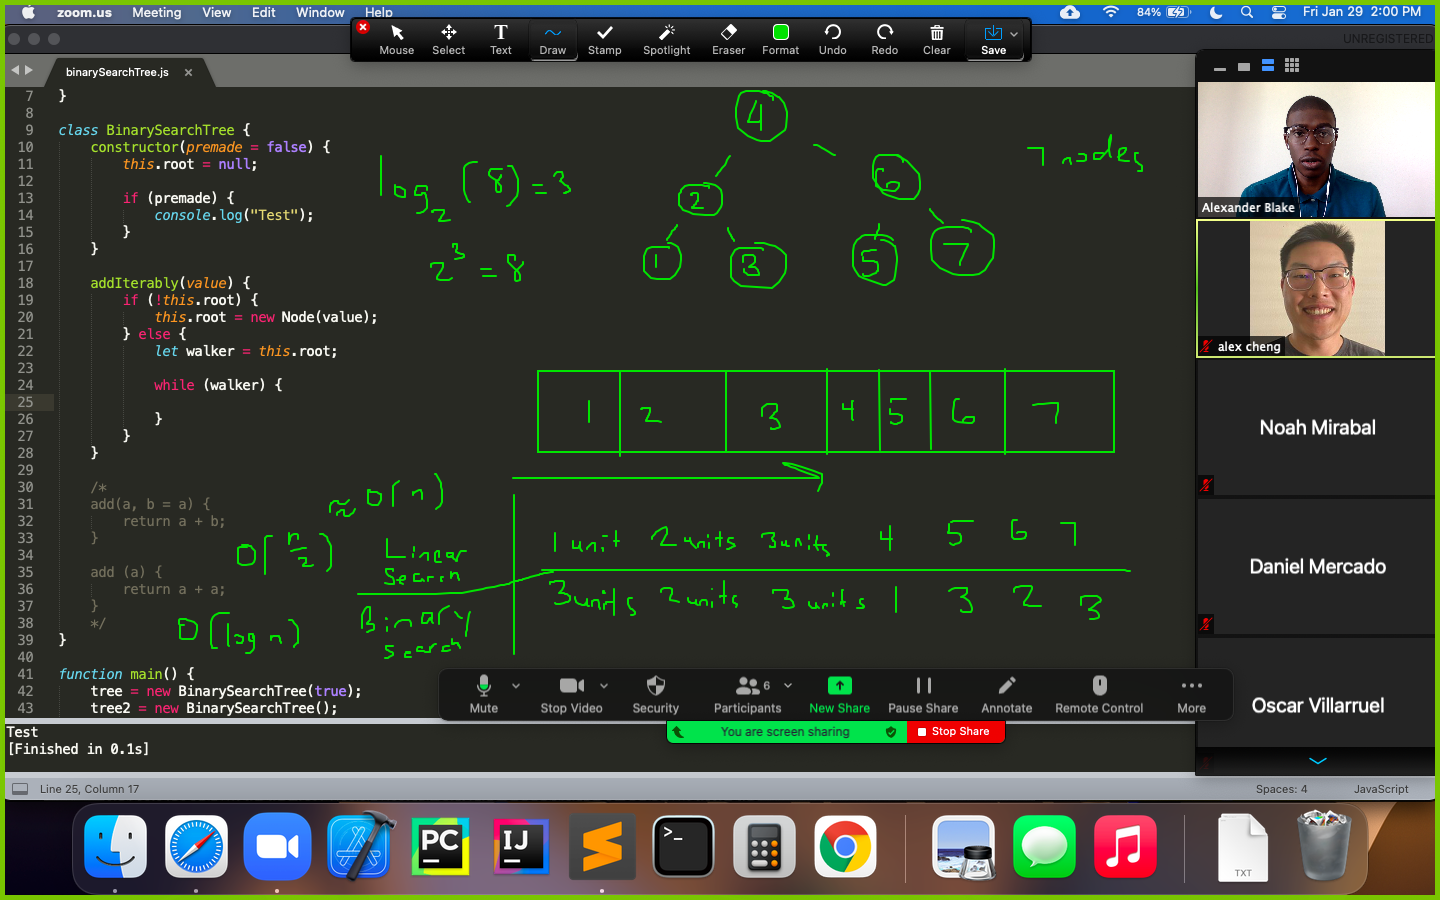 zoom.us Meeting View Edit Window Help 84% Fri Jan 29 2:00 PM
Mouse Select Text Draw Stamp Spotlight Eraser Format Undo Redo Clear Save
UNREGISTERED
binarySearchTree.js
7 }
8
9 class BinarySearchTree {
10 constructor(premade = false) {
11 this.root = null;
12
13 if (premade) {
14 console.log("Test");
15 }
16 }
17
18 addIterably(value) {
19 if (!this.root) {
20 this.root = new Node(value);
21 } else {
22 let walker = this.root;
23
24 while (walker) {
25
26 }
27 }
28 }
29
30 /*
31 add(a, b = a) {
32 return a + b;
33 }
34
35 add (a) {
36 return a + a;
37 }
38 */
39 }
40
41 function main() {
42 tree = new BinarySearchTree(true);
43 tree2 = new BinarySearchTree();
log2 (8) = 3
2^3 = 8
4
2 6
1 3 5 7
7 nodes
1 2 3 4 5 6 7
≈ O(n)
O(n/2) Linear Search
1 unit 2 units 3 units 4 5 6 7
3 units 2 units 3 units 1 3 2 3
O(log n) Binary search
Alexander Blake
alex cheng
Noah Mirabal
Daniel Mercado
Oscar Villarruel
Mute Stop Video Security Participants 6 New Share Pause Share Annotate Remote Control More
You are screen sharing Stop Share
Test
[Finished in 0.1s]
Line 25, Column 17 Spaces: 4 JavaScript
PC IJ >_ TXT